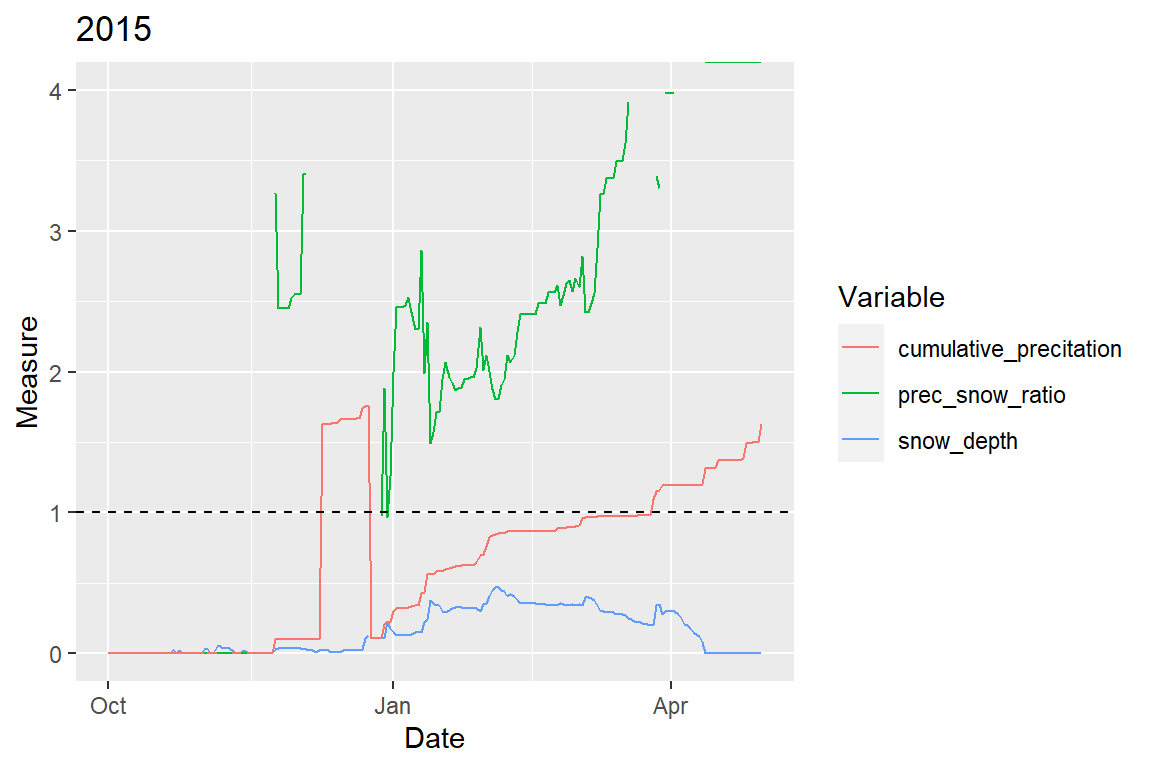 2015
4
3
2
1
0
Measure
Oct
Jan
Apr
Date
Variable
cumulative_precitation
prec_snow_ratio
snow_depth